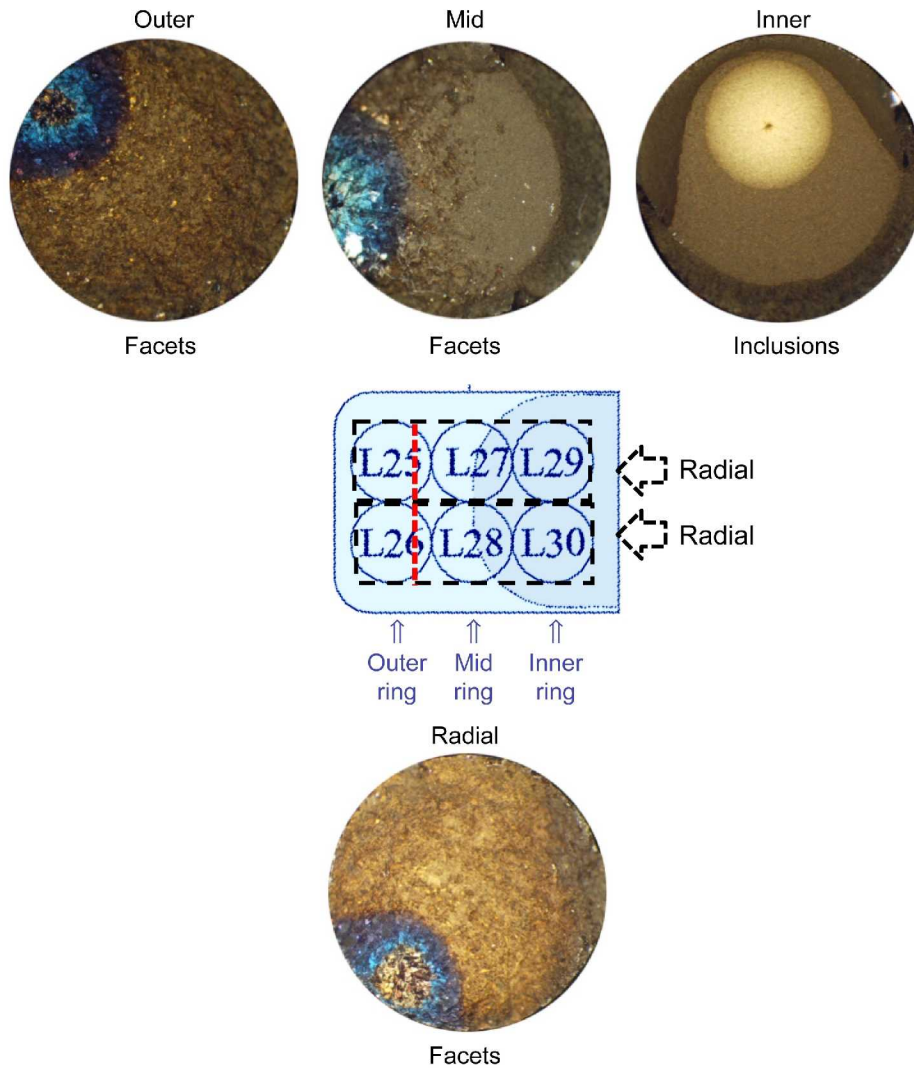 Outer Mid Inner
Facets Facets Inclusions
L25 L27 L29 Radial
L26 L28 L30 Radial
⇑ ⇑ ⇑
Outer Mid Inner
ring ring ring
Radial
Facets